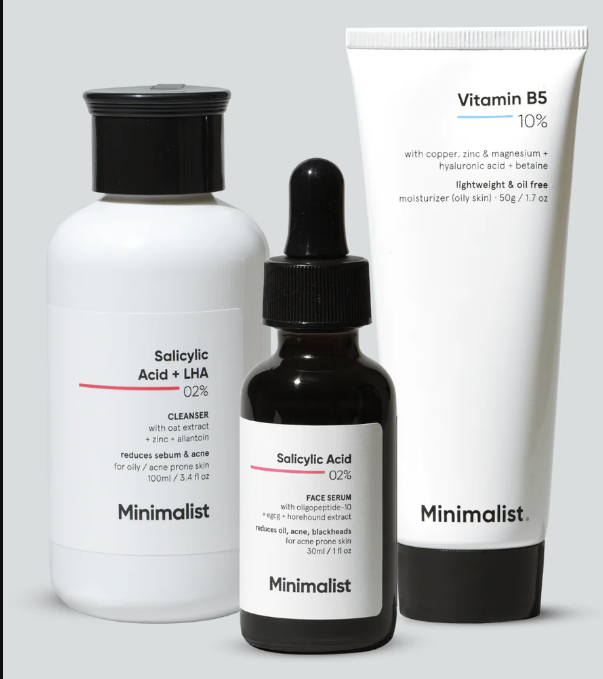 Salicylic
Acid + LHA
02%
CLEANSER
with oat extract
+ zinc + allantoin
reduces sebum & acne
for oily / acne prone skin
100ml / 3.4 fl oz
Minimalist
Salicylic Acid
02%
FACE SERUM
with oligopeptide-10
+ egcg + horehound extract
reduces oil, acne, blackheads
for acne prone skin
30ml / 1 fl oz
Minimalist
Vitamin B5
10%
with copper, zinc & magnesium +
hyaluronic acid + betaine
lightweight & oil free
moisturizer (oily skin) · 50g / 1.7 oz
Minimalist